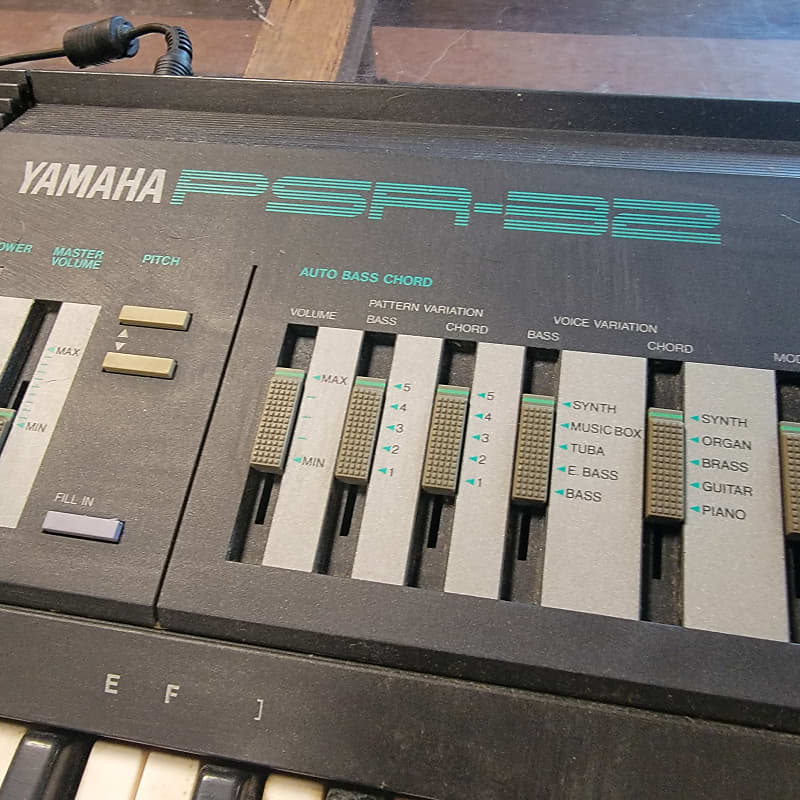 YAMAHA PSR-32
OWER
MASTER
VOLUME
PITCH
MAX
MIN
FILL IN
AUTO BASS CHORD
VOLUME
MAX
MIN
PATTERN VARIATION
BASS
5
4
3
2
1
CHORD
5
4
3
2
1
VOICE VARIATION
BASS
SYNTH
MUSIC BOX
TUBA
E. BASS
BASS
CHORD
SYNTH
ORGAN
BRASS
GUITAR
PIANO
MOD
E F ]